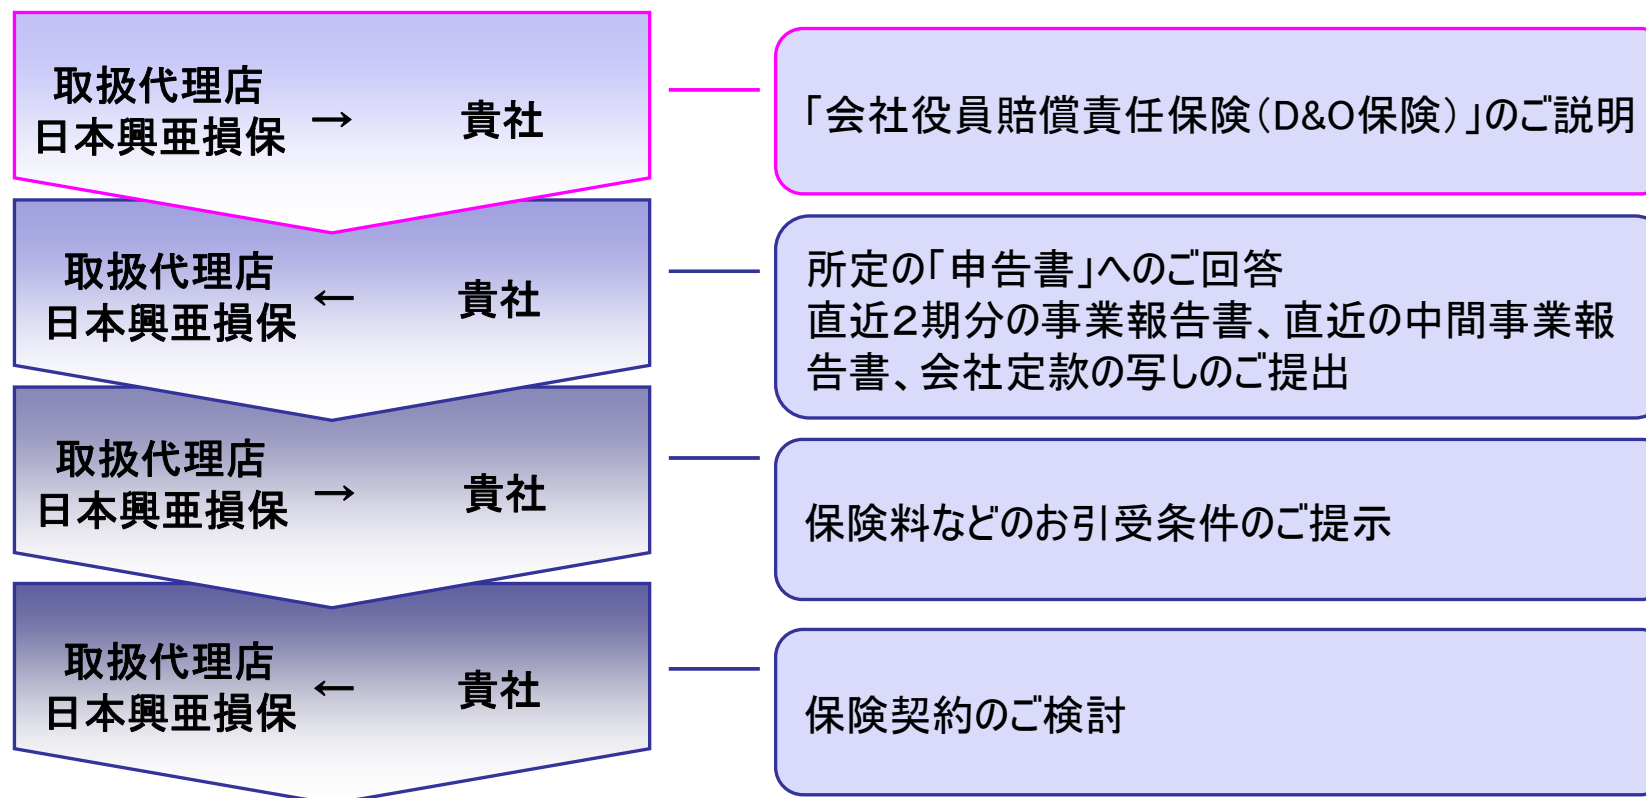 取扱代理店
日本興亜損保 → 貴社
「会社役員賠償責任保険(D&O保険)」のご説明
取扱代理店
日本興亜損保 ← 貴社
所定の「申告書」へのご回答
直近2期分の事業報告書、直近の中間事業報
告書、会社定款の写しのご提出
取扱代理店
日本興亜損保 → 貴社
保険料などのお引受条件のご提示
取扱代理店
日本興亜損保 ← 貴社
保険契約のご検討